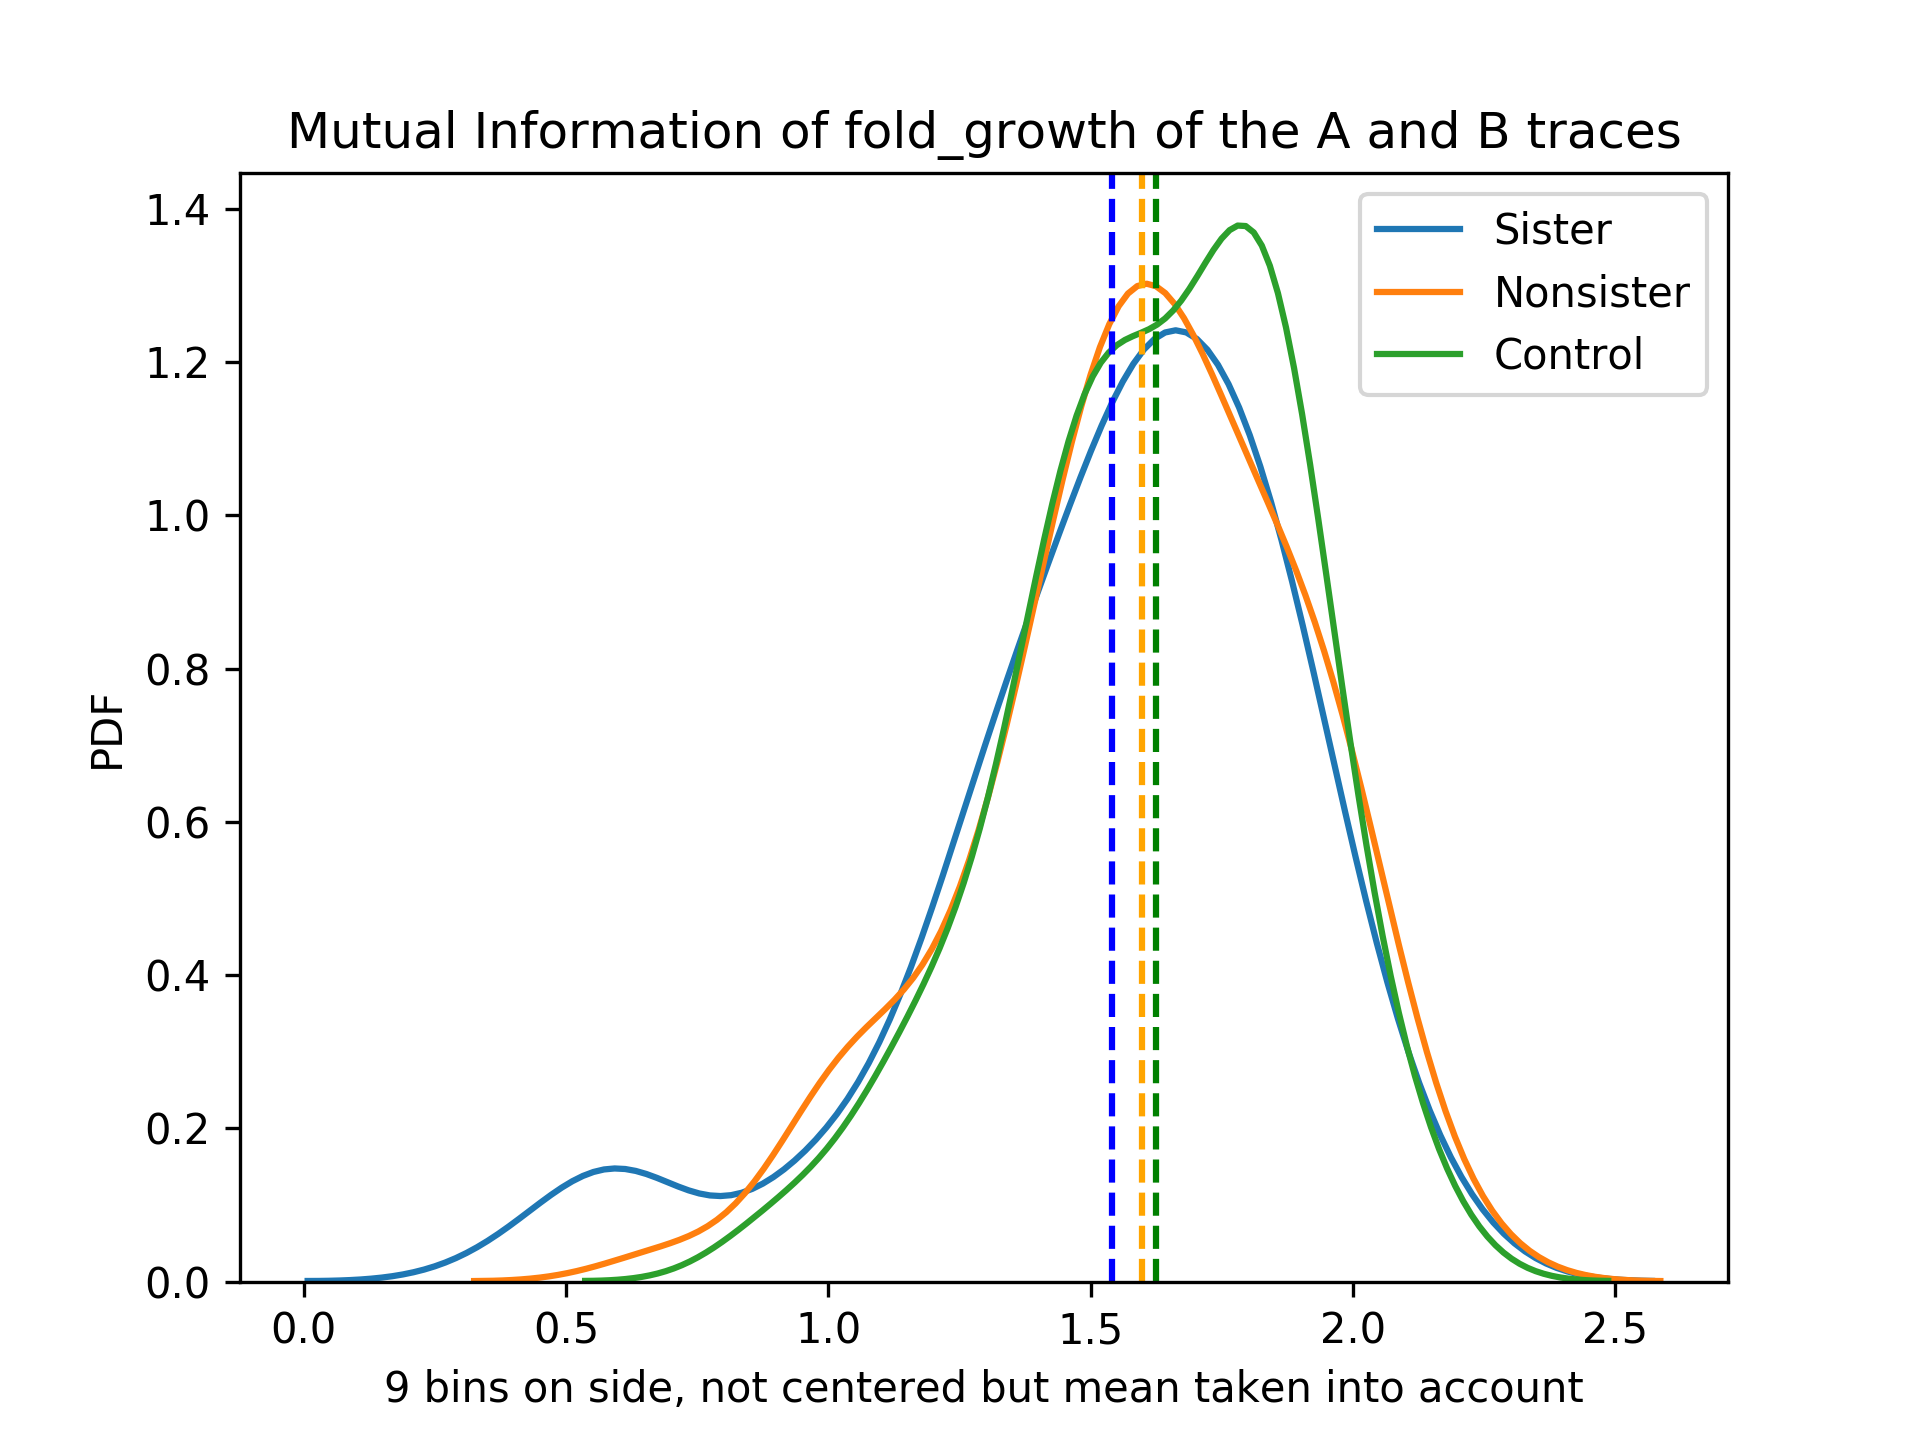 Mutual Information of fold_growth of the A and B traces
1.4
1.2
1.0
0.8
0.6
0.4
0.2
0.0
PDF
Sister
Nonsister
Control
0.0 0.5 1.0 1.5 2.0 2.5
9 bins on side, not centered but mean taken into account